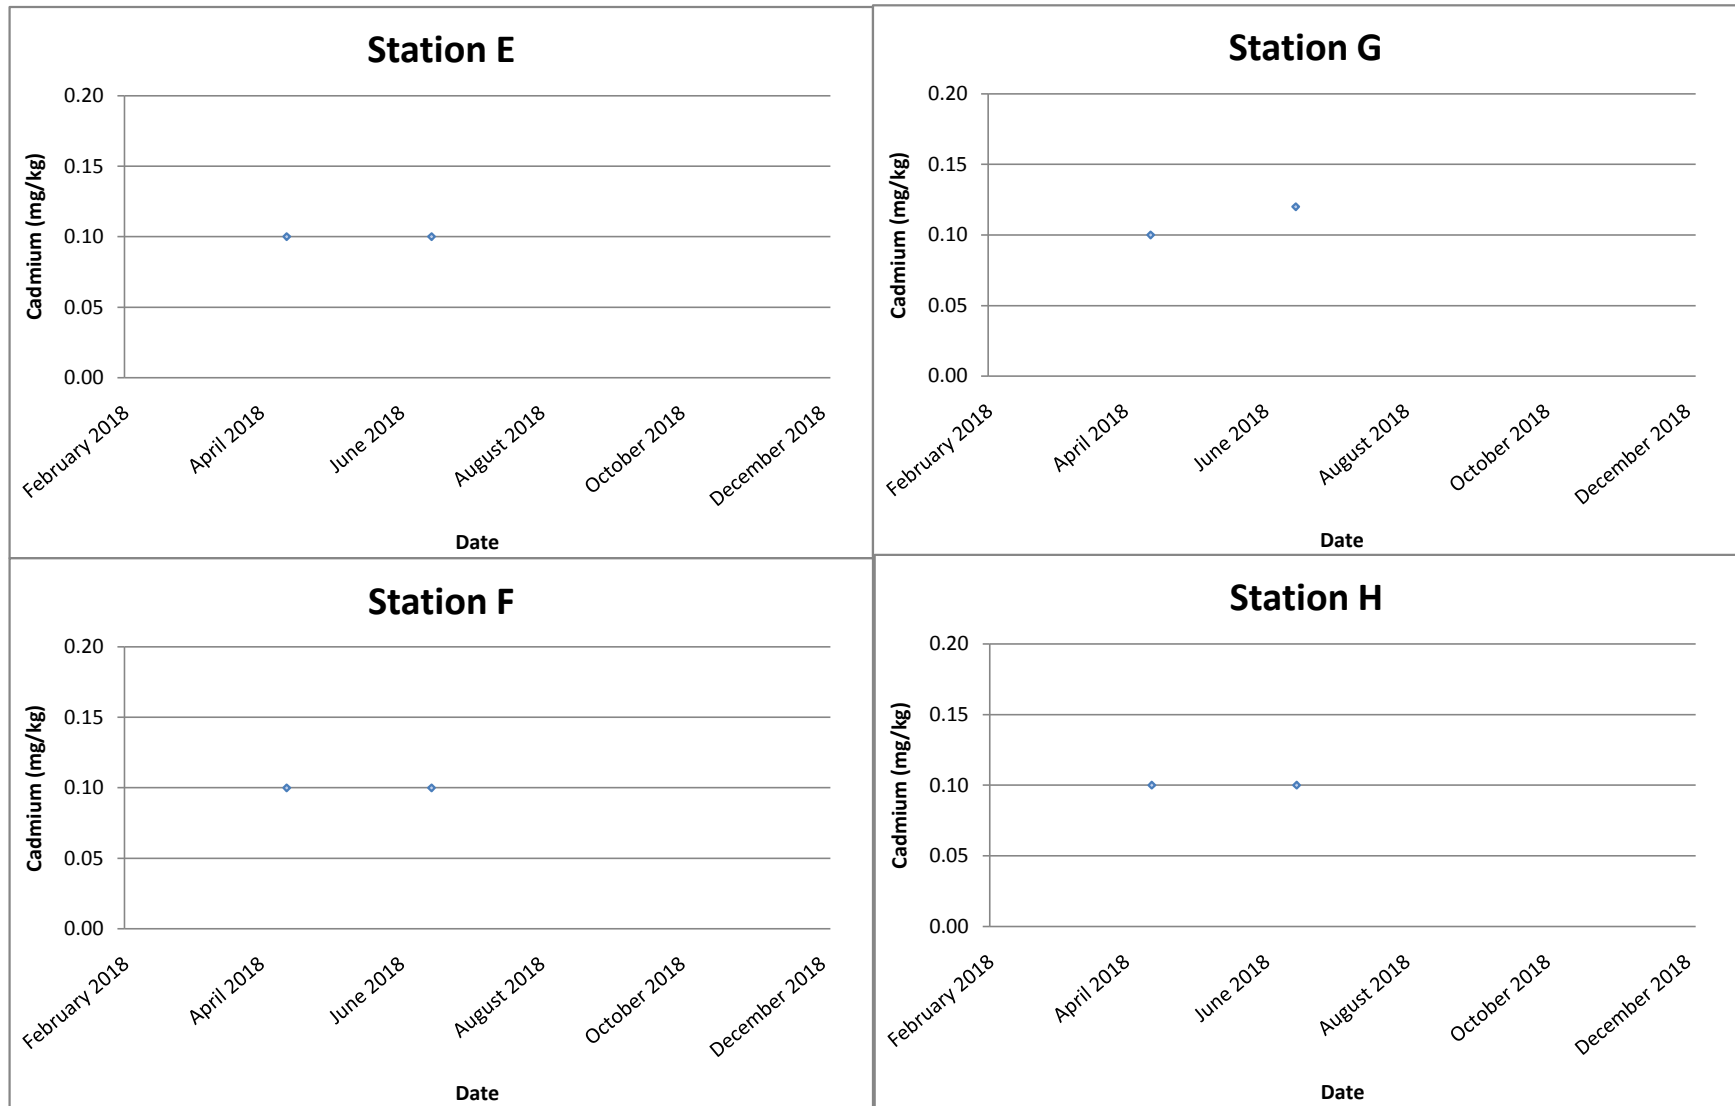 Station E
Cadmium (mg/kg)
0.20
0.15
0.10
0.05
0.00
February 2018
April 2018
June 2018
August 2018
October 2018
December 2018
Date
Station G
Cadmium (mg/kg)
0.20
0.15
0.10
0.05
0.00
February 2018
April 2018
June 2018
August 2018
October 2018
December 2018
Date
Station F
Cadmium (mg/kg)
0.20
0.15
0.10
0.05
0.00
February 2018
April 2018
June 2018
August 2018
October 2018
December 2018
Date
Station H
Cadmium (mg/kg)
0.20
0.15
0.10
0.05
0.00
February 2018
April 2018
June 2018
August 2018
October 2018
December 2018
Date